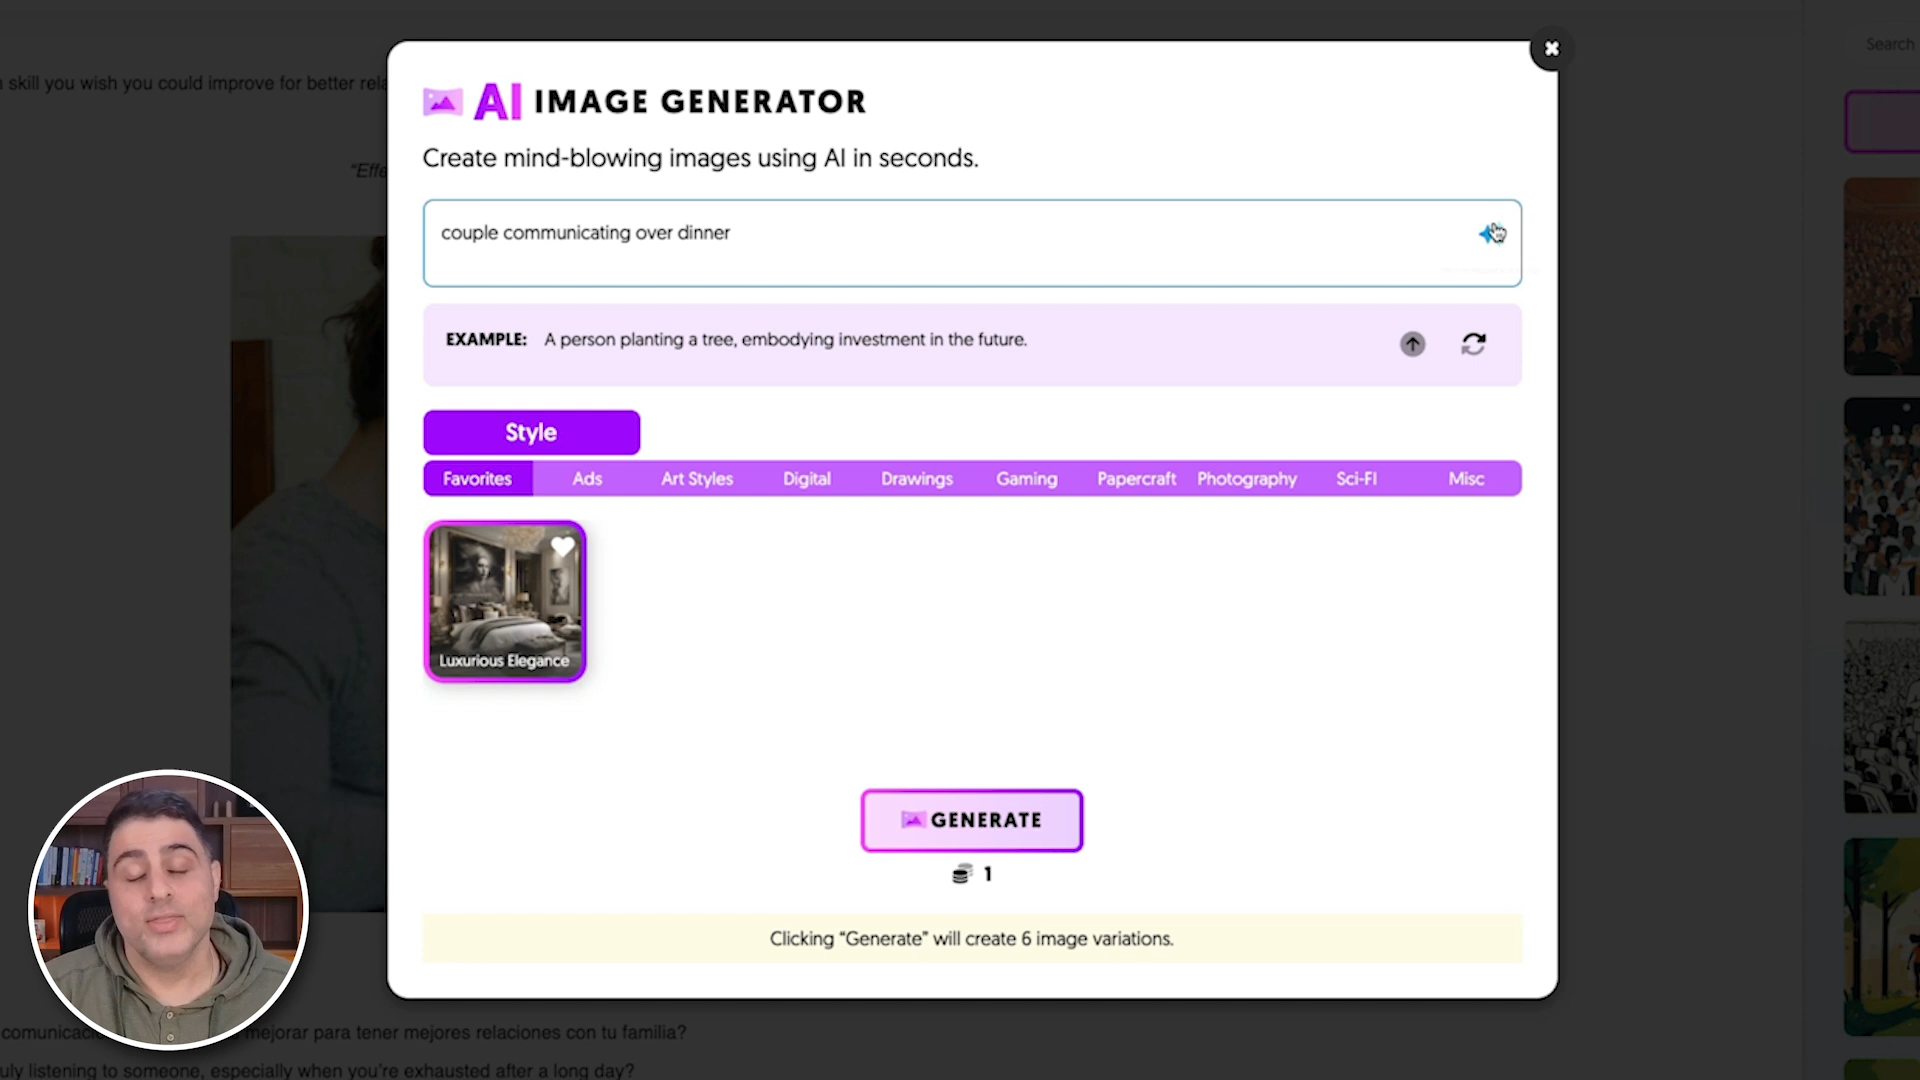 Search
skill you wish you could improve for better rela
"Effe
AI IMAGE GENERATOR
Create mind-blowing images using AI in seconds.
couple communicating over dinner
EXAMPLE: A person planting a tree, embodying investment in the future.
Style
Favorites Ads Art Styles Digital Drawings Gaming Papercraft Photography Sci-FI Misc
Luxurious Elegance
GENERATE
1
Clicking “Generate” will create 6 image variations.
comunicac mejorar para tener mejores relaciones con tu familia?
uly listening to someone, especially when you're exhausted after a long day?